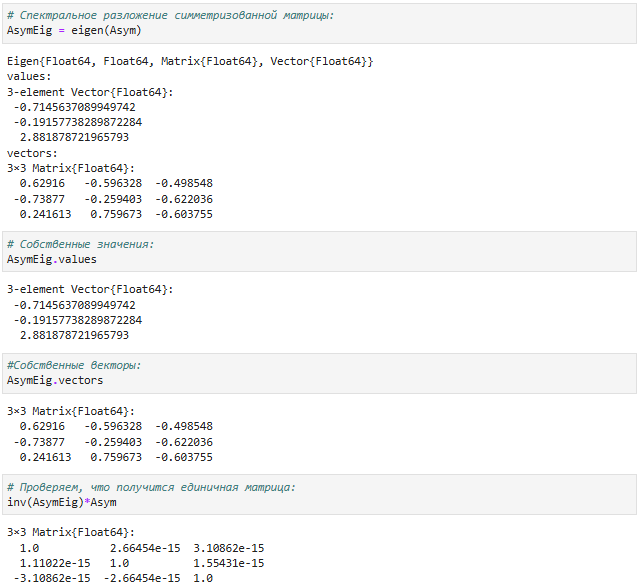 # Спектральное разложение симметризованной матрицы:
AsymEig = eigen(Asym)
Eigen{Float64, Float64, Matrix{Float64}, Vector{Float64}}
values:
3-element Vector{Float64}:
-0.7145637089949742
-0.19157738289872284
2.881878721965793
vectors:
3×3 Matrix{Float64}:
0.62916 -0.596328 -0.498548
-0.73877 -0.259403 -0.622036
0.241613 0.759673 -0.603755
# Собственные значения:
AsymEig.values
3-element Vector{Float64}:
-0.7145637089949742
-0.19157738289872284
2.881878721965793
#Собственные векторы:
AsymEig.vectors
3×3 Matrix{Float64}:
0.62916 -0.596328 -0.498548
-0.73877 -0.259403 -0.622036
0.241613 0.759673 -0.603755
# Проверяем, что получится единичная матрица:
inv(AsymEig)*Asym
3×3 Matrix{Float64}:
1.0 2.66454e-15 3.10862e-15
1.11022e-15 1.0 1.55431e-15
-3.10862e-15 -2.66454e-15 1.0